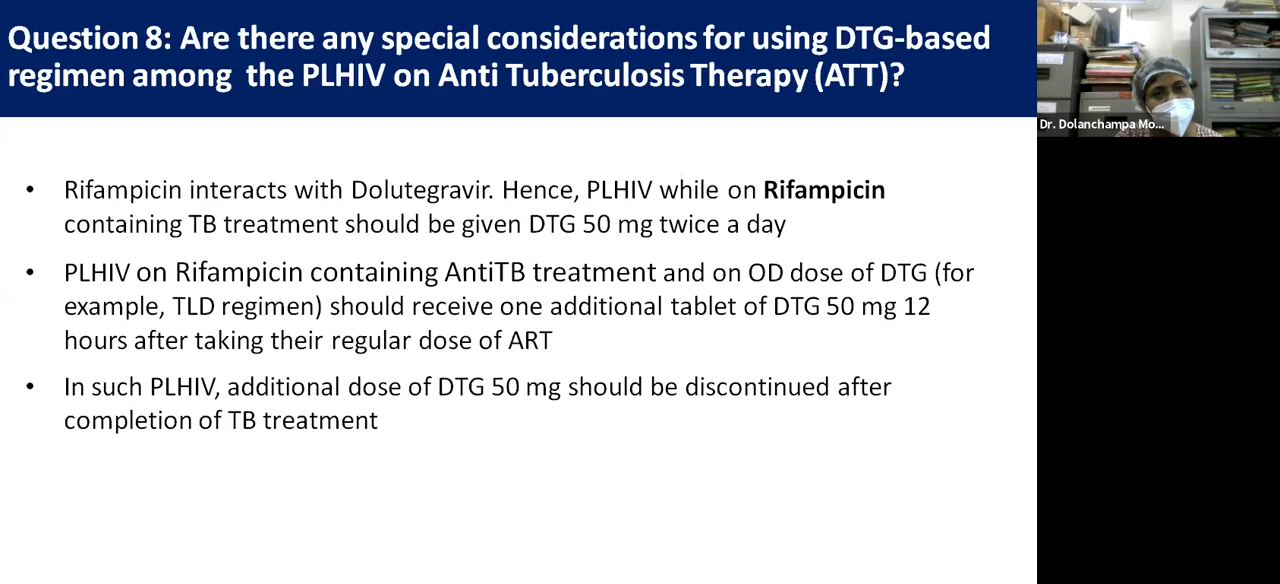 Question 8: Are there any special considerations for using DTG-based
regimen among the PLHIV on Anti Tuberculosis Therapy (ATT)?
Dr. Dolanchampa Mo...
• Rifampicin interacts with Dolutegravir. Hence, PLHIV while on Rifampicin
containing TB treatment should be given DTG 50 mg twice a day
• PLHIV on Rifampicin containing AntiTB treatment and on OD dose of DTG (for
example, TLD regimen) should receive one additional tablet of DTG 50 mg 12
hours after taking their regular dose of ART
• In such PLHIV, additional dose of DTG 50 mg should be discontinued after
completion of TB treatment